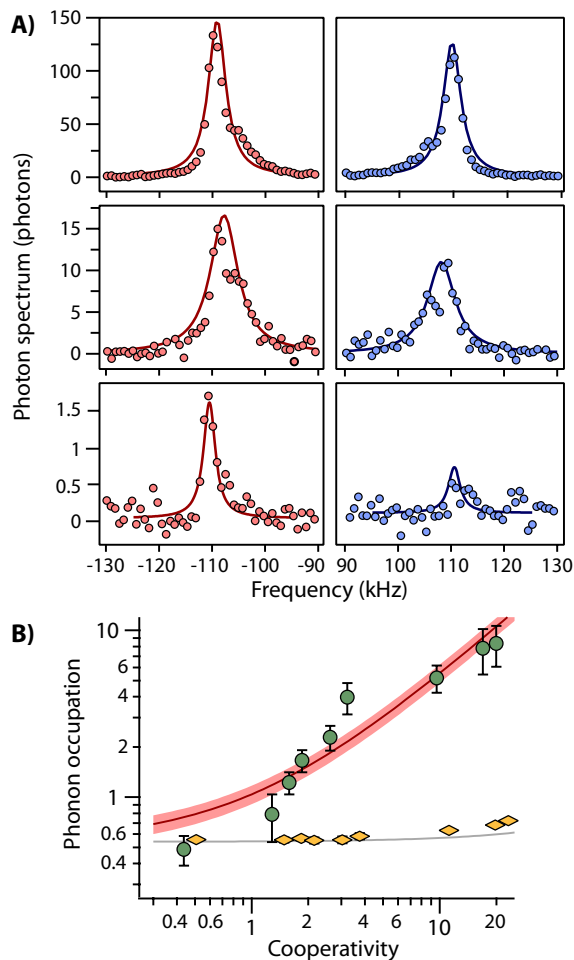 A)
150
100
50
0
15
10
5
0
1.5
1
0.5
0
Photon spectrum (photons)
-130 -120 -110 -100 -90 90 100 110 120 130
Frequency (kHz)
B)
10
6
4
2
1
0.6
0.4
Phonon occupation
0.4 0.6 1 2 4 6 10 20
Cooperativity